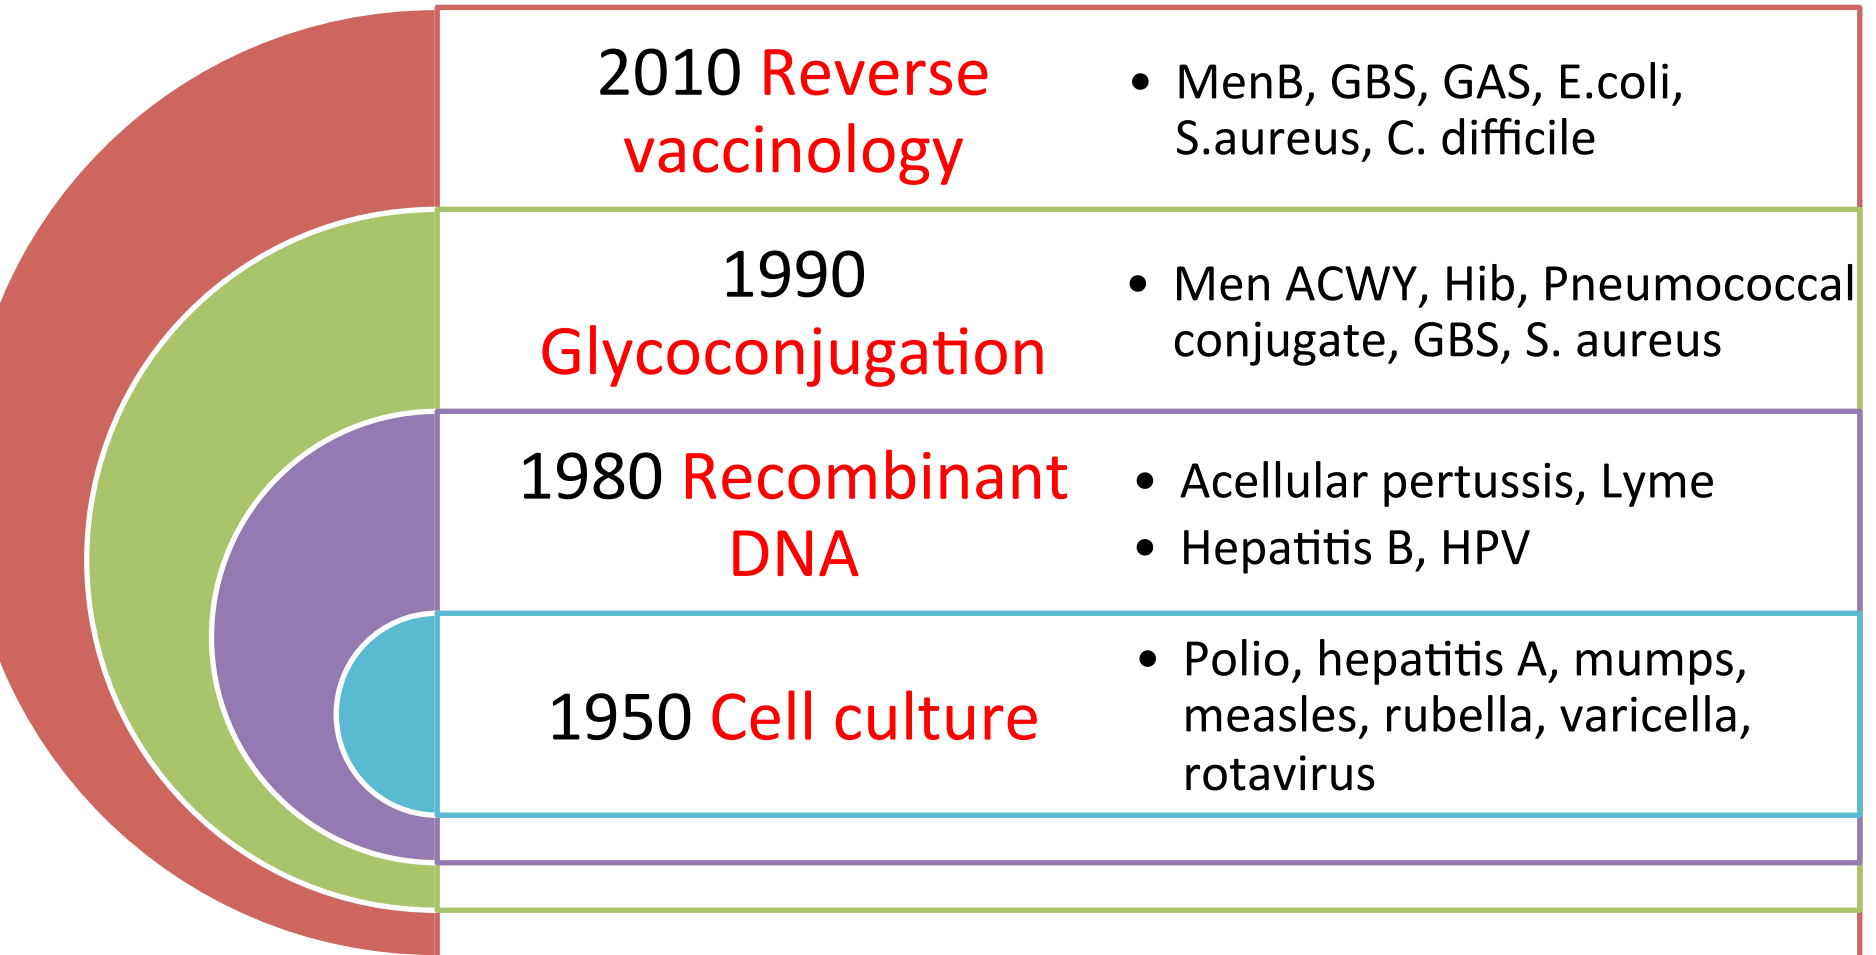 2010 Reverse
vaccinology
• MenB, GBS, GAS, E.coli,
S.aureus, C. difficile
1990
Glycoconjugation
• Men ACWY, Hib, Pneumococcal
conjugate, GBS, S. aureus
1980 Recombinant
DNA
• Acellular pertussis, Lyme
• Hepatitis B, HPV
1950 Cell culture
• Polio, hepatitis A, mumps,
measles, rubella, varicella,
rotavirus